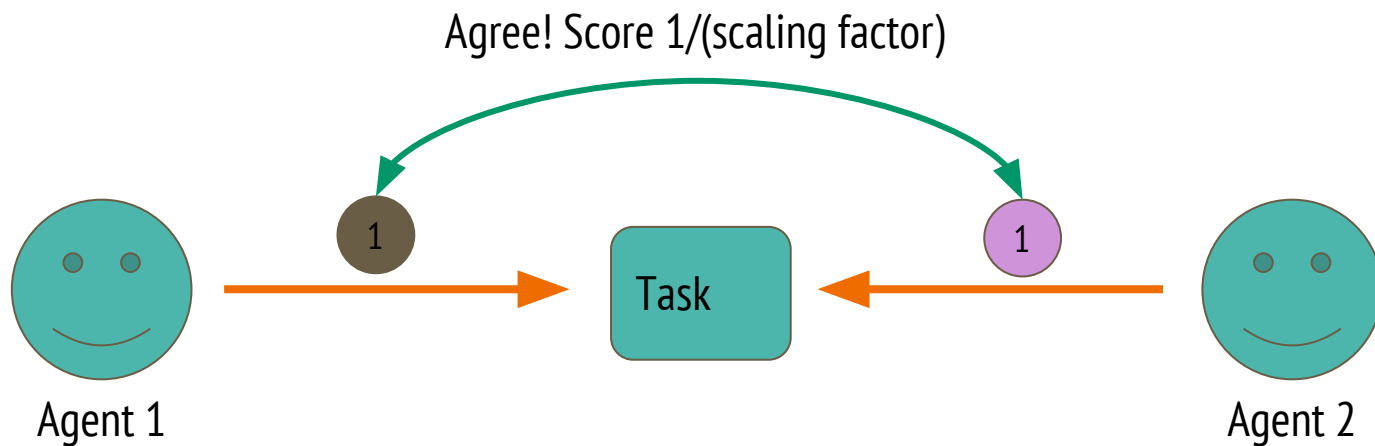 Agree! Score 1/(scaling factor)
1
1
Task
Agent 1
Agent 2